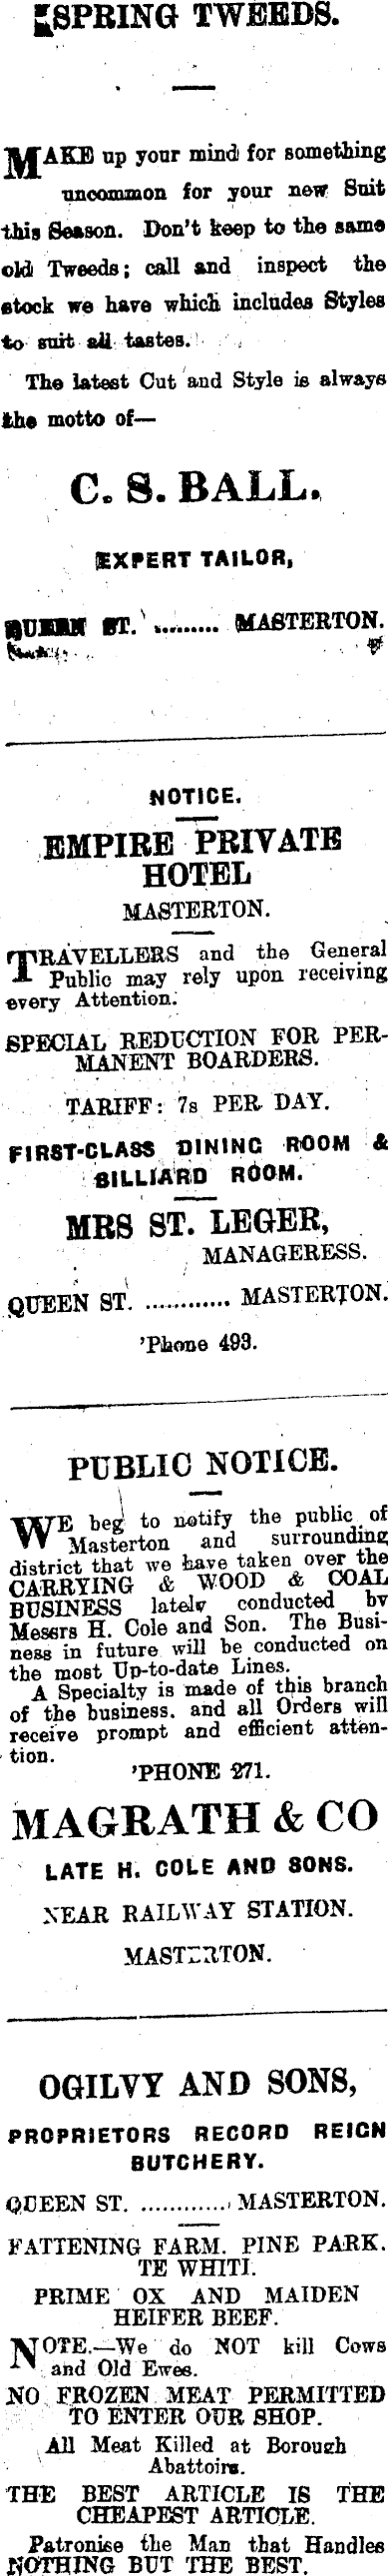 SPRING TWEEDS.
MAKE up your mind for something
uncommon for your new Suit
this Season. Don't keep to the same
old Tweeds; call and inspect the
stock we have which includes Styles
to suit all tastes.
The latest Cut and Style is always
the motto of—
C. S. BALL.
EXPERT TAILOR,
QUEEN ST. .......... MASTERTON.
NOTICE.
EMPIRE PRIVATE
HOTEL
MASTERTON.
TRAVELLERS and the General
Public may rely upon receiving
every Attention.
SPECIAL REDUCTION FOR PER-
MANENT BOARDERS.
TARIFF: 7s PER DAY.
FIRST-CLASS DINING ROOM &
BILLIARD ROOM.
MRS ST. LEGER,
MANAGERESS.
QUEEN ST. ............ MASTERTON.
'Phone 493.
PUBLIC NOTICE.
WE beg to notify the public of
Masterton and surrounding
district that we have taken over the
CARRYING & WOOD & COAL
BUSINESS lately conducted by
Messrs H. Cole and Son. The Busi-
ness in future will be conducted on
the most Up-to-date Lines.
A Specialty is made of this branch
of the business. and all Orders will
receive prompt and efficient atten-
tion.
'PHONE 271.
MAGRATH & CO
LATE H. COLE AND SONS.
NEAR RAILWAY STATION.
MASTERTON.
OGILVY AND SONS,
PROPRIETORS RECORD REIGN
BUTCHERY.
QUEEN ST. ............. MASTERTON.
FATTENING FARM. PINE PARK.
TE WHITI.
PRIME OX AND MAIDEN
HEIFER BEEF.
NOTE.—We do NOT kill Cows
and Old Ewes.
NO FROZEN MEAT PERMITTED
TO ENTER OUR SHOP.
All Meat Killed at Borough
Abattoirs.
THE BEST ARTICLE IS THE
CHEAPEST ARTICLE.
Patronise the Man that Handles
NOTHING BUT THE BEST.